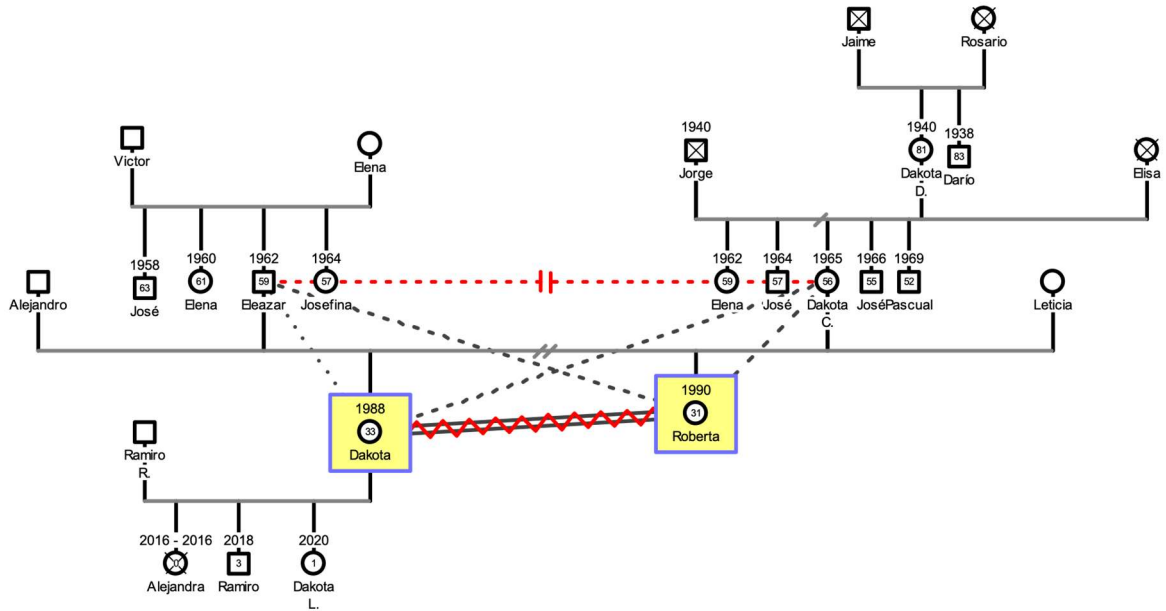 Jaime
Rosario
1940
1940
1938
81
83
Victor
Elena
Jorge
Dakota
D.
Darío
Elisa
1958
1960
1962
1964
1962
1964
1965
1966
1969
63
61
59
57
59
57
56
55
52
Alejandro
José
Elena
Eleazar
Josefina
Elena
José
Dakota
C.
José
Pascual
Leticia
1988
33
Dakota
1990
31
Roberta
Ramiro
R.
2016 - 2016
2018
2020
0
3
1
Alejandra
Ramiro
Dakota
L.